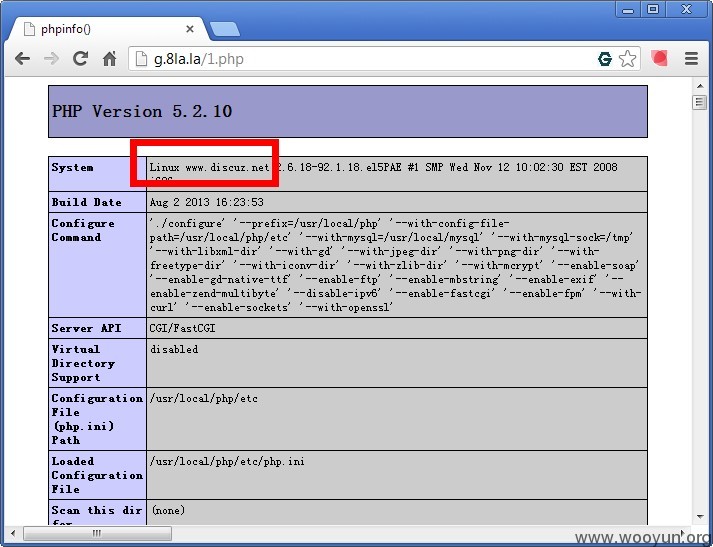 phpinfo()
g.8la.la/1.php
PHP Version 5.2.10
System
Linux www.discuz.net 2.6.18-92.1.18.el5PAE #1 SMP Wed Nov 12 10:02:30 EST 2008
Build Date
Aug 2 2013 16:23:53
Configure
Command
'./configure' '--prefix=/usr/local/php' '--with-config-file-
path=/usr/local/php/etc' '--with-mysql=/usr/local/mysql' '--with-mysql-sock=/tmp'
'--with-libxml-dir' '--with-gd' '--with-jpeg-dir' '--with-png-dir' '--with-
freetype-dir' '--with-iconv-dir' '--with-zlib-dir' '--with-mcrypt' '--enable-soap'
'--enable-gd-native-ttf' '--enable-ftp' '--enable-mbstring' '--enable-exif' '--
enable-zend-multibyte' '--disable-ipv6' '--enable-fastcgi' '--enable-fpm' '--with-
curl' '--enable-sockets' '--with-openssl'
Server API
CGI/FastCGI
Virtual
Directory
Support
disabled
Configuration
File
(php.ini)
Path
/usr/local/php/etc
Loaded
Configuration
File
/usr/local/php/etc/php.ini
Scan this dir
for
(none)
www.wooyun.org